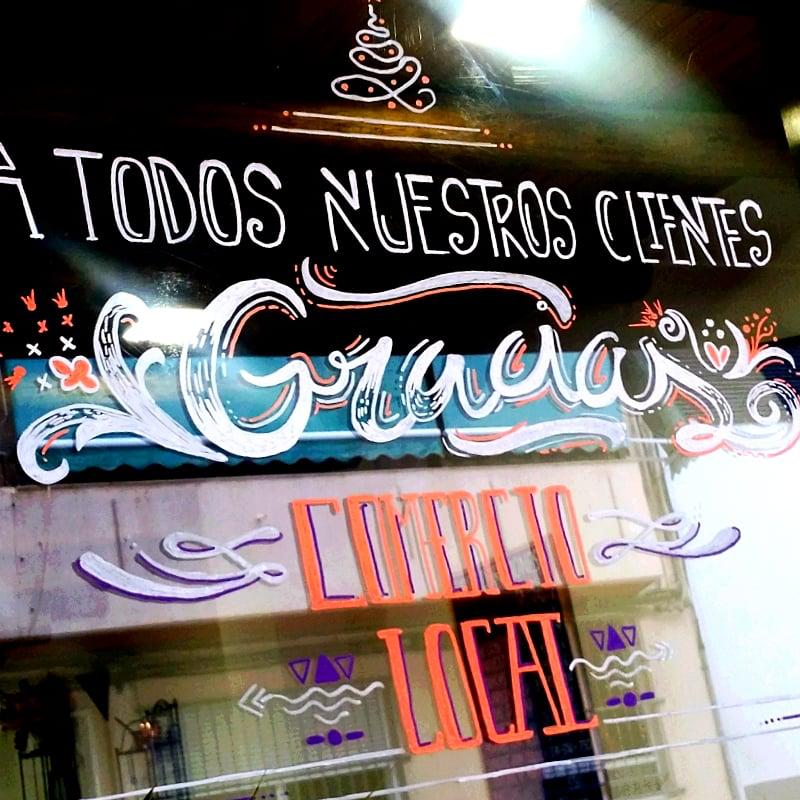 A TODOS NUESTROS CLIENTES
Gracias
COMERCIO
LOCAL